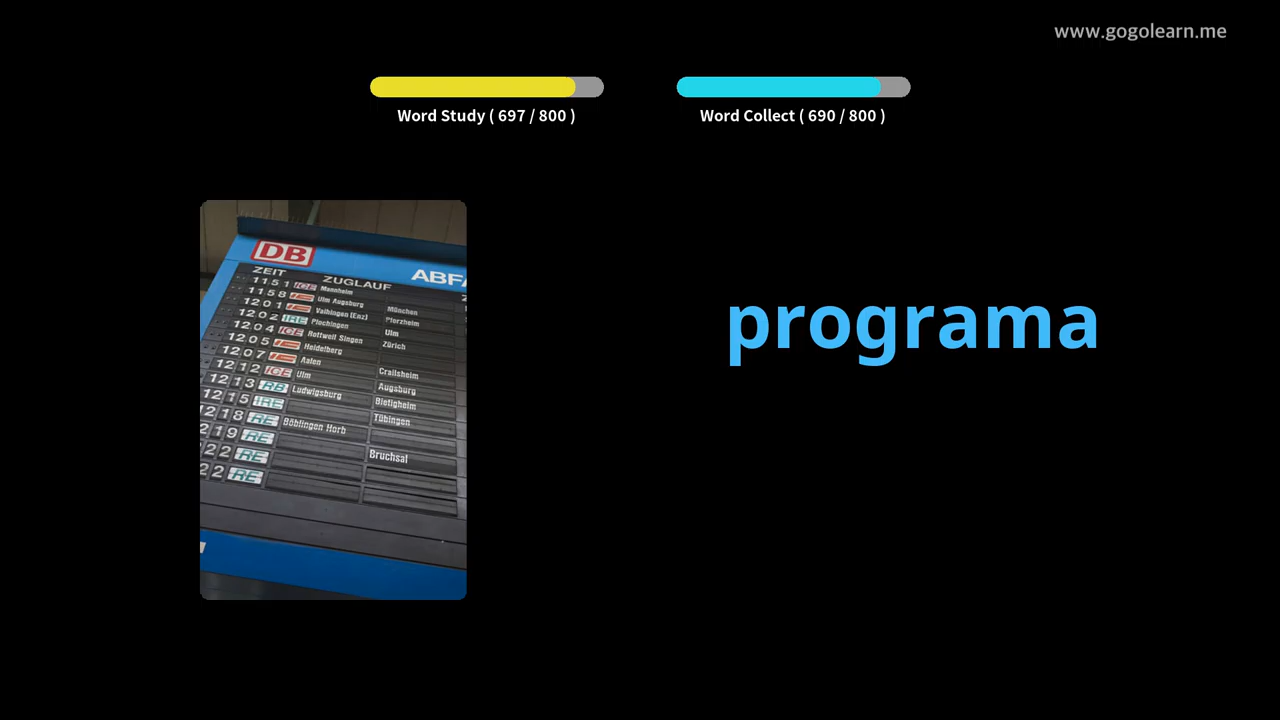 www.gogolearn.me
Word Study ( 697 / 800 )
Word Collect ( 690 / 800 )
programa
DB
ABFA
ZEIT ZUGLAUF
1151 ICE Mannheim
1158 Ulm Augsburg München
1201 Vaihingen (Enz) Pforzheim
1202 IRE Plochingen Ulm
1204 ICE Rottweil Singen Zürich
1205 Heidelberg
1207 Aalen Crailsheim
1212 ICE Ulm Augsburg
1213 RB Ludwigsburg Bietigheim
1215 IRE Tübingen
1218 RE Böblingen Horb
219 RE Bruchsal
22 RE
22 RE